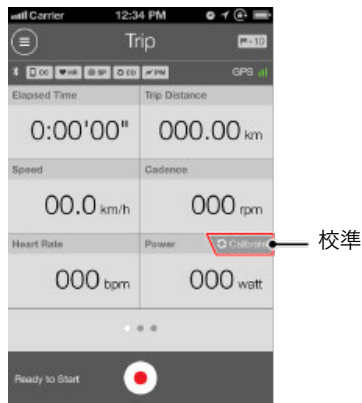 Carrier 12:34 PM
Trip
GPS
Elapsed Time Trip Distance
0:00'00" 000.00 km
Speed Cadence
00.0 km/h 000 rpm
Heart Rate Power Calibrate 校準
000 bpm 000 watt
Ready to Start